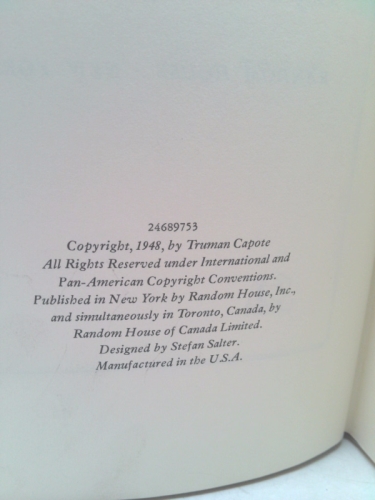 24689753
Copyright, 1948, by Truman Capote
All Rights Reserved under International and
Pan-American Copyright Conventions.
Published in New York by Random House, Inc.,
and simultaneously in Toronto, Canada, by
Random House of Canada Limited.
Designed by Stefan Salter.
Manufactured in the U.S.A.